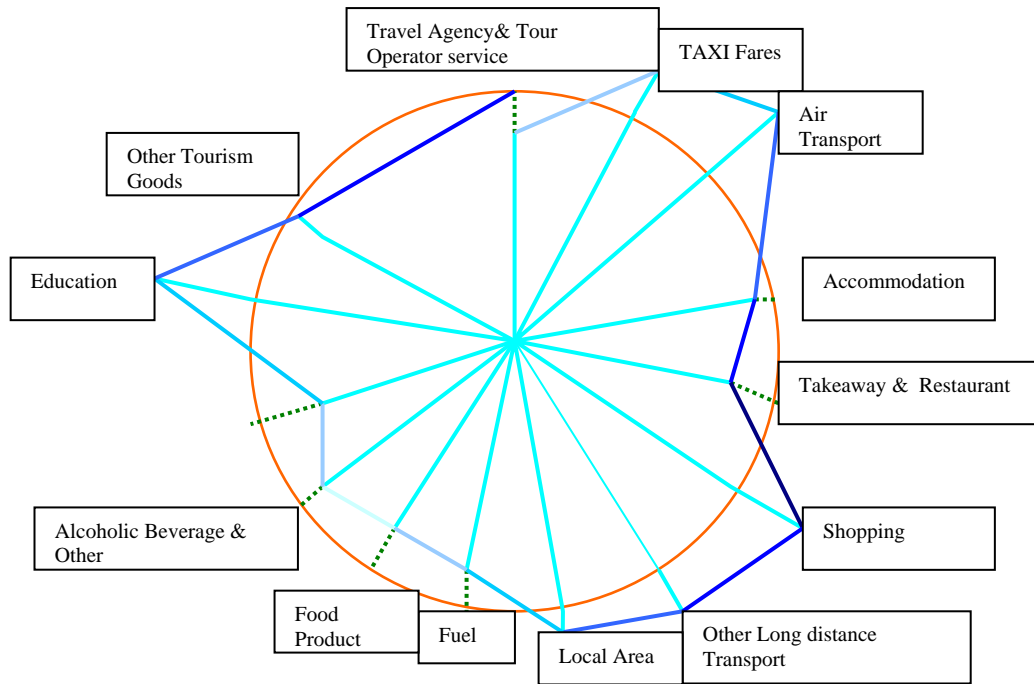 Travel Agency& Tour
Operator service
TAXI Fares
Air
Transport
Other Tourism
Goods
Education
Accommodation
Takeaway & Restaurant
Alcoholic Beverage &
Other
Shopping
Food
Product
Fuel
Local Area
Other Long distance
Transport